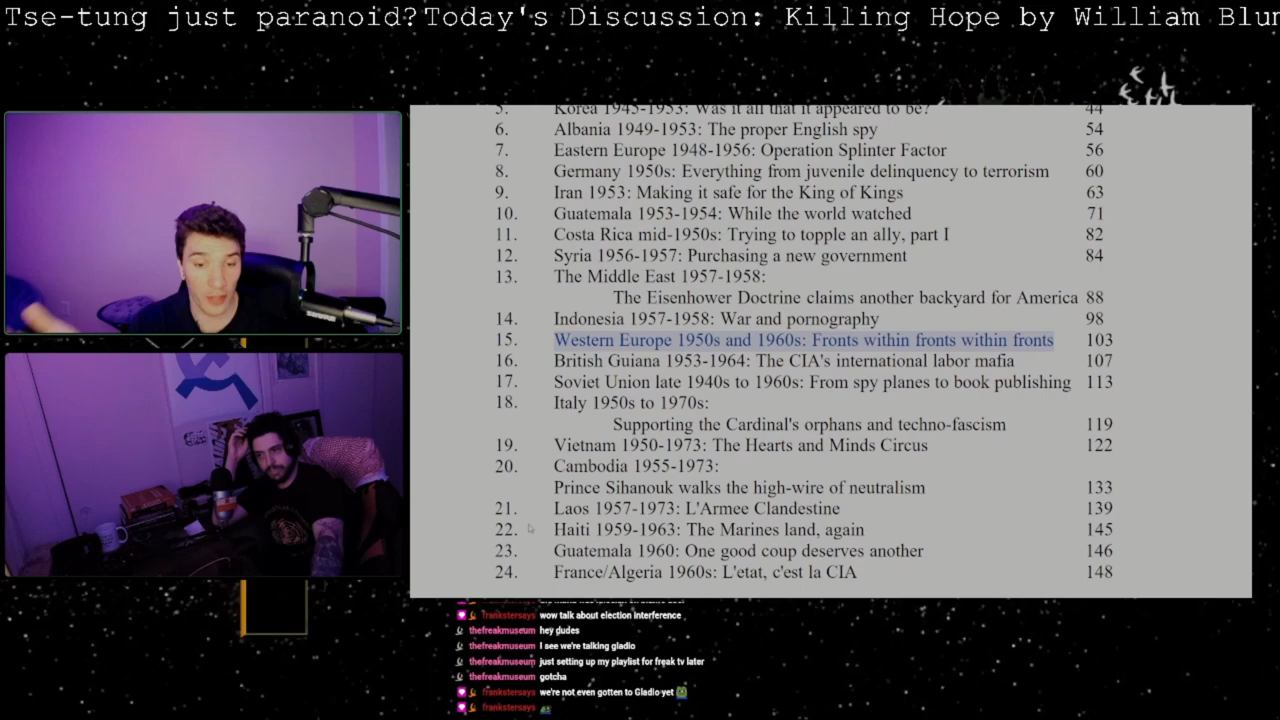 Tse-tung just paranoid?Today's Discussion: Killing Hope by William Blum
5. Korea 1945-1953: Was it all that it appeared to be? 44
6. Albania 1949-1953: The proper English spy 54
7. Eastern Europe 1948-1956: Operation Splinter Factor 56
8. Germany 1950s: Everything from juvenile delinquency to terrorism 60
9. Iran 1953: Making it safe for the King of Kings 63
10. Guatemala 1953-1954: While the world watched 71
11. Costa Rica mid-1950s: Trying to topple an ally, part I 82
12. Syria 1956-1957: Purchasing a new government 84
13. The Middle East 1957-1958:
The Eisenhower Doctrine claims another backyard for America 88
14. Indonesia 1957-1958: War and pornography 98
15. Western Europe 1950s and 1960s: Fronts within fronts within fronts 103
16. British Guiana 1953-1964: The CIA's international labor mafia 107
17. Soviet Union late 1940s to 1960s: From spy planes to book publishing 113
18. Italy 1950s to 1970s:
Supporting the Cardinal's orphans and techno-fascism 119
19. Vietnam 1950-1973: The Hearts and Minds Circus 122
20. Cambodia 1955-1973:
Prince Sihanouk walks the high-wire of neutralism 133
21. Laos 1957-1973: L'Armee Clandestine 139
22. Haiti 1959-1963: The Marines land, again 145
23. Guatemala 1960: One good coup deserves another 146
24. France/Algeria 1960s: L'etat, c'est la CIA 148
frankstersays wow talk about election interference
thefreakmuseum hey dudes
thefreakmuseum I see we're talking gladio
thefreakmuseum just setting up my playlist for freak tv later
thefreakmuseum gotcha
frankstersays we're not even gotten to Gladio yet
frankstersays